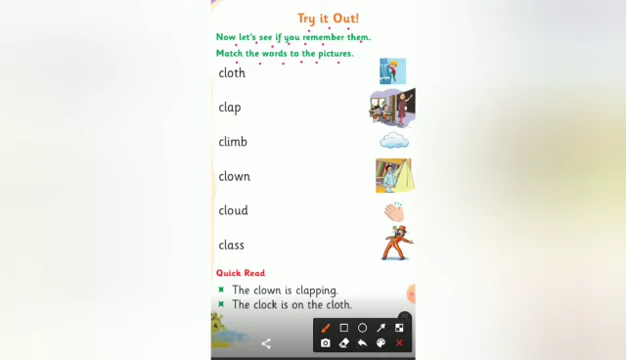 Try it Out!
Now let's see if you remember them.
Match the words to the pictures.
cloth
clap
climb
clown
cloud
class
Quick Read
The clown is clapping.
The clock is on the cloth.